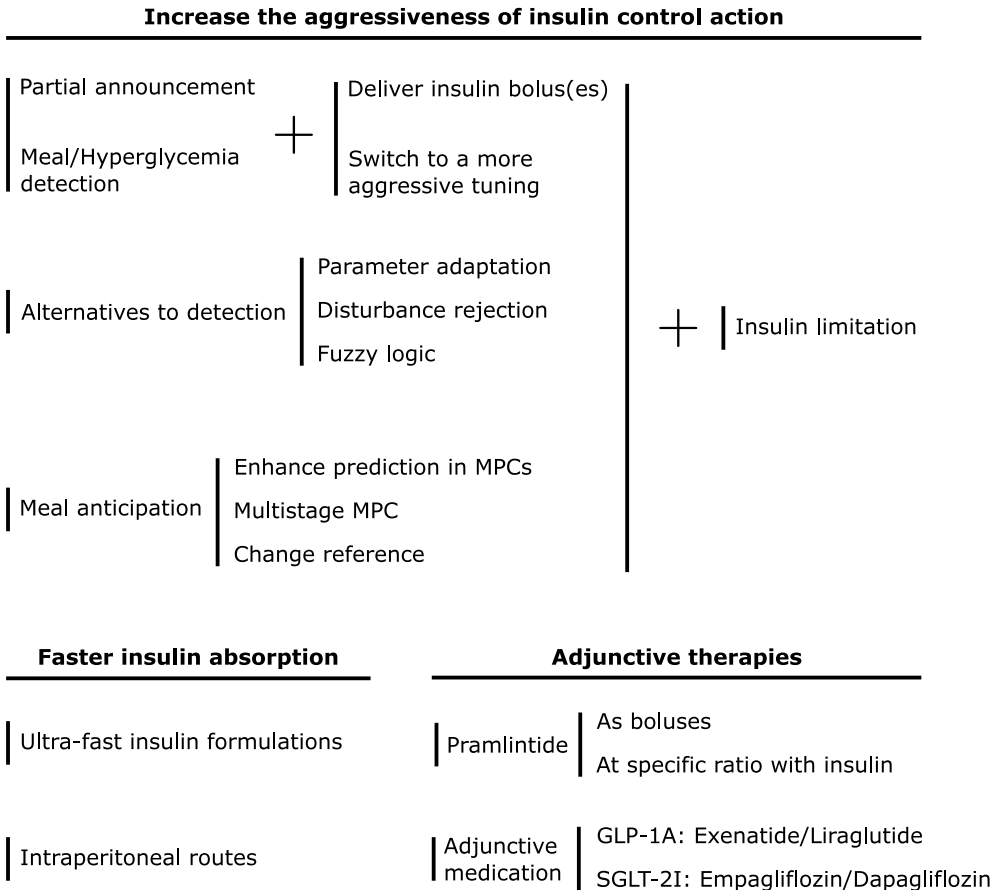 Increase the aggressiveness of insulin control action
Partial announcement
Meal/Hyperglycemia
detection
+
Deliver insulin bolus(es)
Switch to a more
aggressive tuning
Alternatives to detection
Parameter adaptation
Disturbance rejection
Fuzzy logic
Meal anticipation
Enhance prediction in MPCs
Multistage MPC
Change reference
+
Insulin limitation
Faster insulin absorption
Ultra-fast insulin formulations
Intraperitoneal routes
Adjunctive therapies
Pramlintide
As boluses
At specific ratio with insulin
Adjunctive
medication
GLP-1A: Exenatide/Liraglutide
SGLT-2I: Empagliflozin/Dapagliflozin